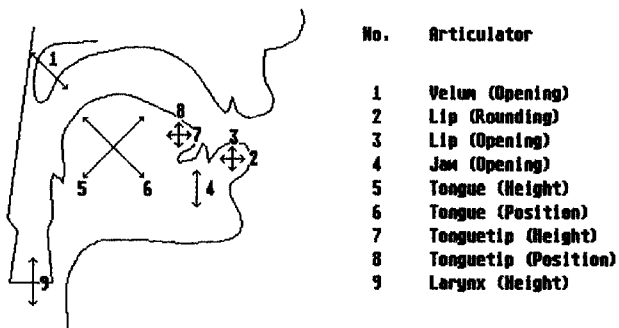 No. Articulator
1 Velum (Opening)
2 Lip (Rounding)
3 Lip (Opening)
4 Jaw (Opening)
5 Tongue (Height)
6 Tongue (Position)
7 Tonguetip (Height)
8 Tonguetip (Position)
9 Larynx (Height)
1
8
7
3
2
5
6
4
9